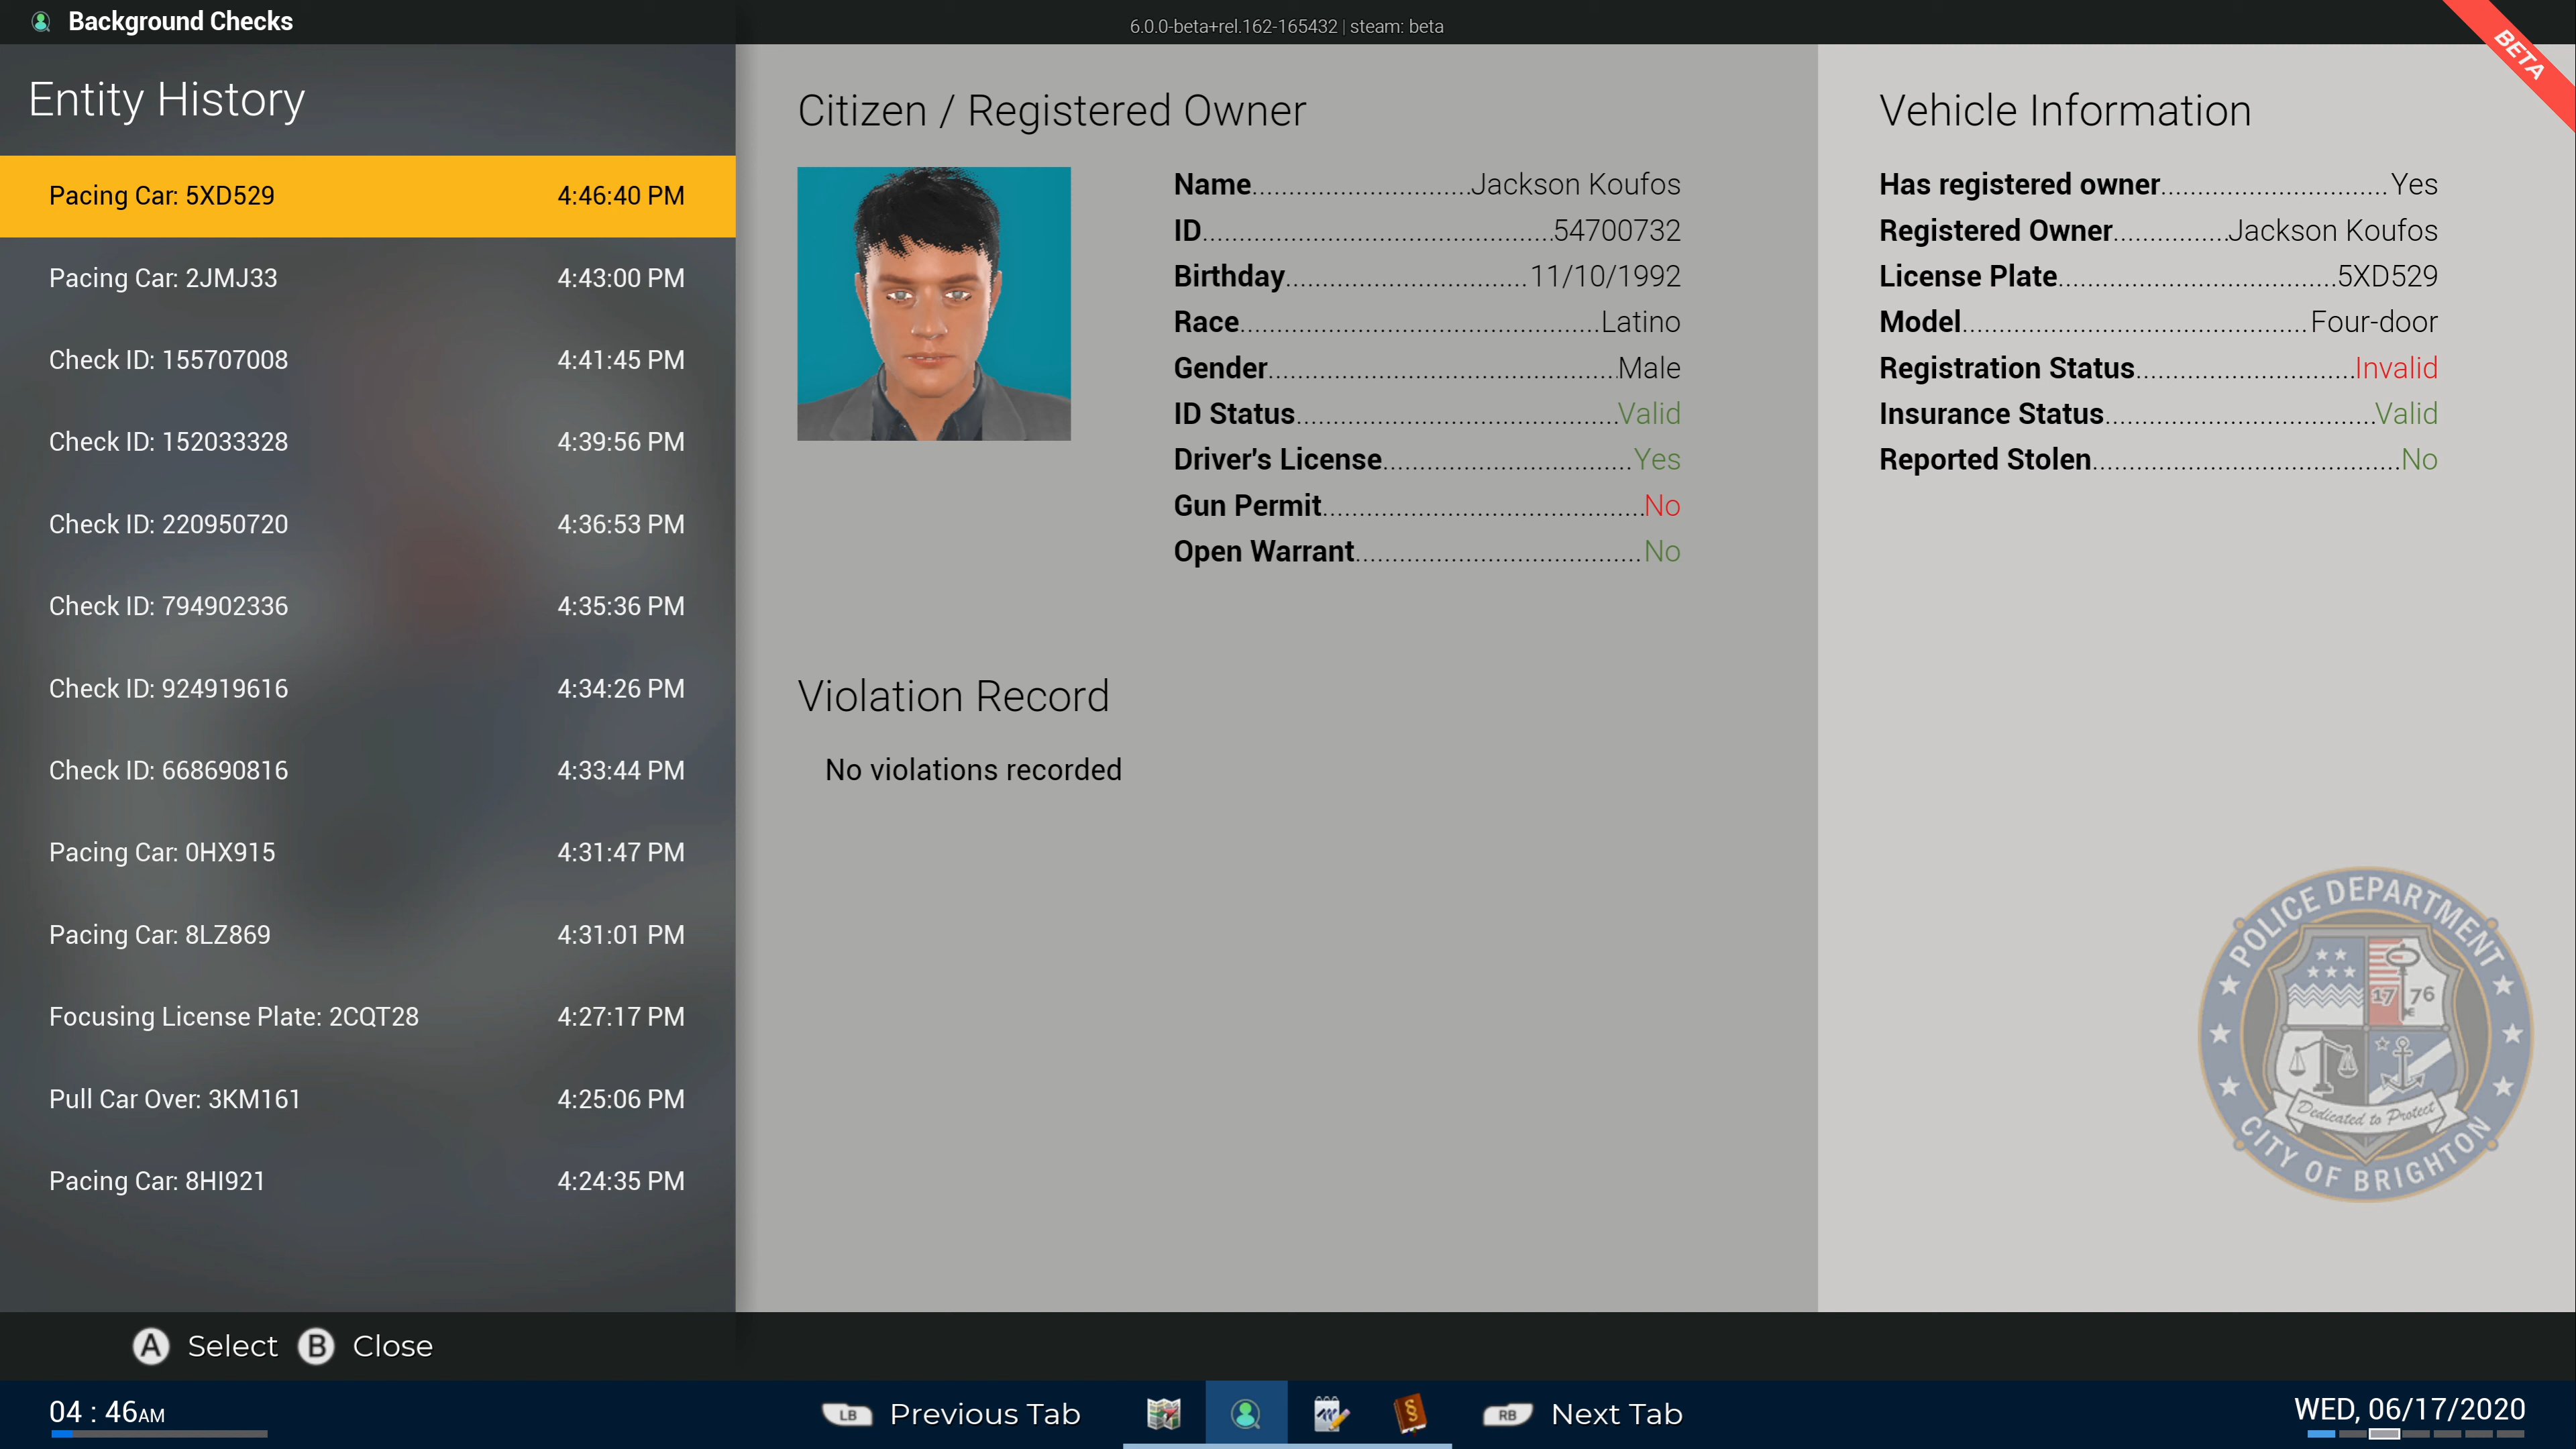 Background Checks
6.0.0-beta+rel.162-165432 | steam: beta
BETA
Entity History
Pacing Car: 5XD529 4:46:40 PM
Pacing Car: 2JMJ33 4:43:00 PM
Check ID: 155707008 4:41:45 PM
Check ID: 152033328 4:39:56 PM
Check ID: 220950720 4:36:53 PM
Check ID: 794902336 4:35:36 PM
Check ID: 924919616 4:34:26 PM
Check ID: 668690816 4:33:44 PM
Pacing Car: 0HX915 4:31:47 PM
Pacing Car: 8LZ869 4:31:01 PM
Focusing License Plate: 2CQT28 4:27:17 PM
Pull Car Over: 3KM161 4:25:06 PM
Pacing Car: 8HI921 4:24:35 PM
Citizen / Registered Owner
Name Jackson Koufos
ID 54700732
Birthday 11/10/1992
Race Latino
Gender Male
ID Status Valid
Driver's License Yes
Gun Permit No
Open Warrant No
Violation Record
No violations recorded
Vehicle Information
Has registered owner Yes
Registered Owner Jackson Koufos
License Plate 5XD529
Model Four-door
Registration Status Invalid
Insurance Status Valid
Reported Stolen No
POLICE DEPARTMENT
17 76
Dedicated to Protect
CITY OF BRIGHTON
A Select B Close
04 : 46AM
LB Previous Tab
RB Next Tab
WED, 06/17/2020